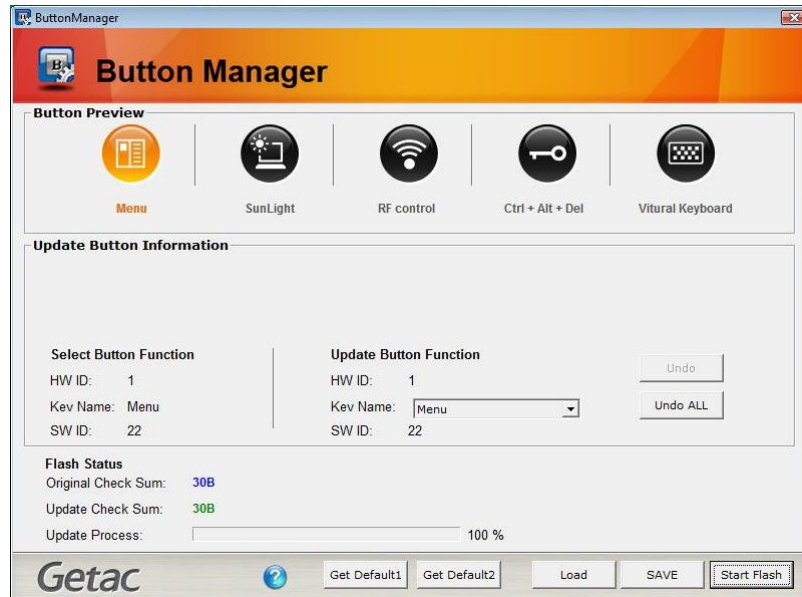 ButtonManager
Button Manager
Button Preview
Menu
SunLight
RF control
Ctrl + Alt + Del
Vitural Keyboard
Update Button Information
Select Button Function
HW ID: 1
Kev Name: Menu
SW ID: 22
Update Button Function
HW ID: 1
Kev Name: Menu
SW ID: 22
Undo
Undo ALL
Flash Status
Original Check Sum: 30B
Update Check Sum: 30B
Update Process: 100 %
Getac
?
Get Default1
Get Default2
Load
SAVE
Start Flash